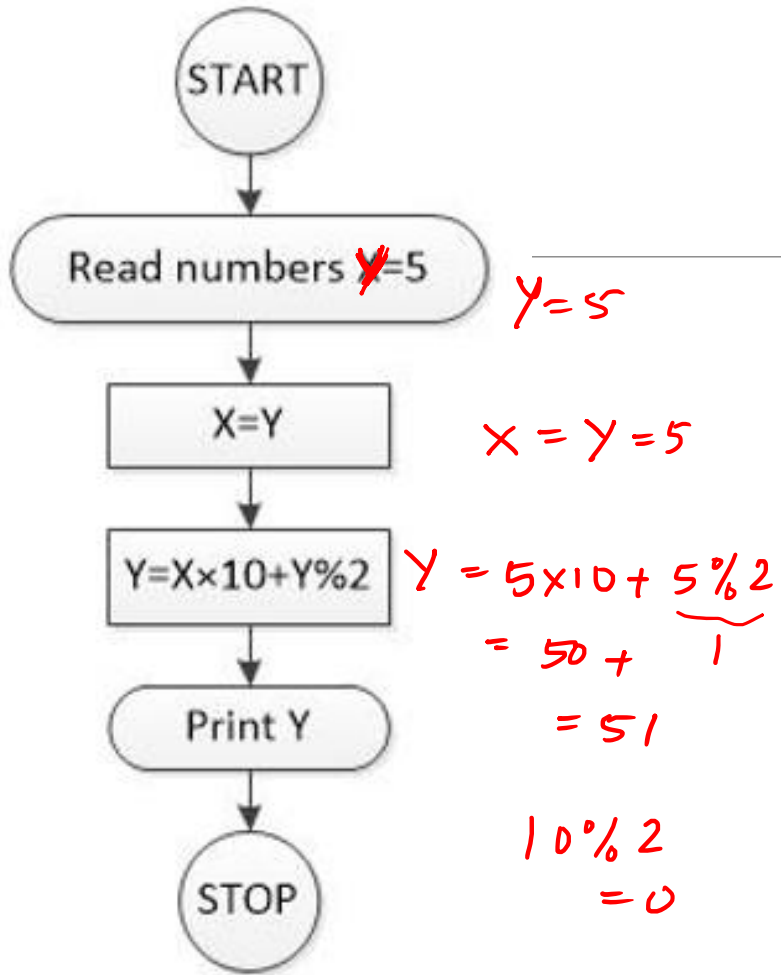 START
Read numbers Y=5
Y=5
X=Y
X = Y = 5
Y=X×10+Y%2
Y = 5×10 + 5%2
= 50 + 1
= 51
Print Y
10%2
= 0
STOP